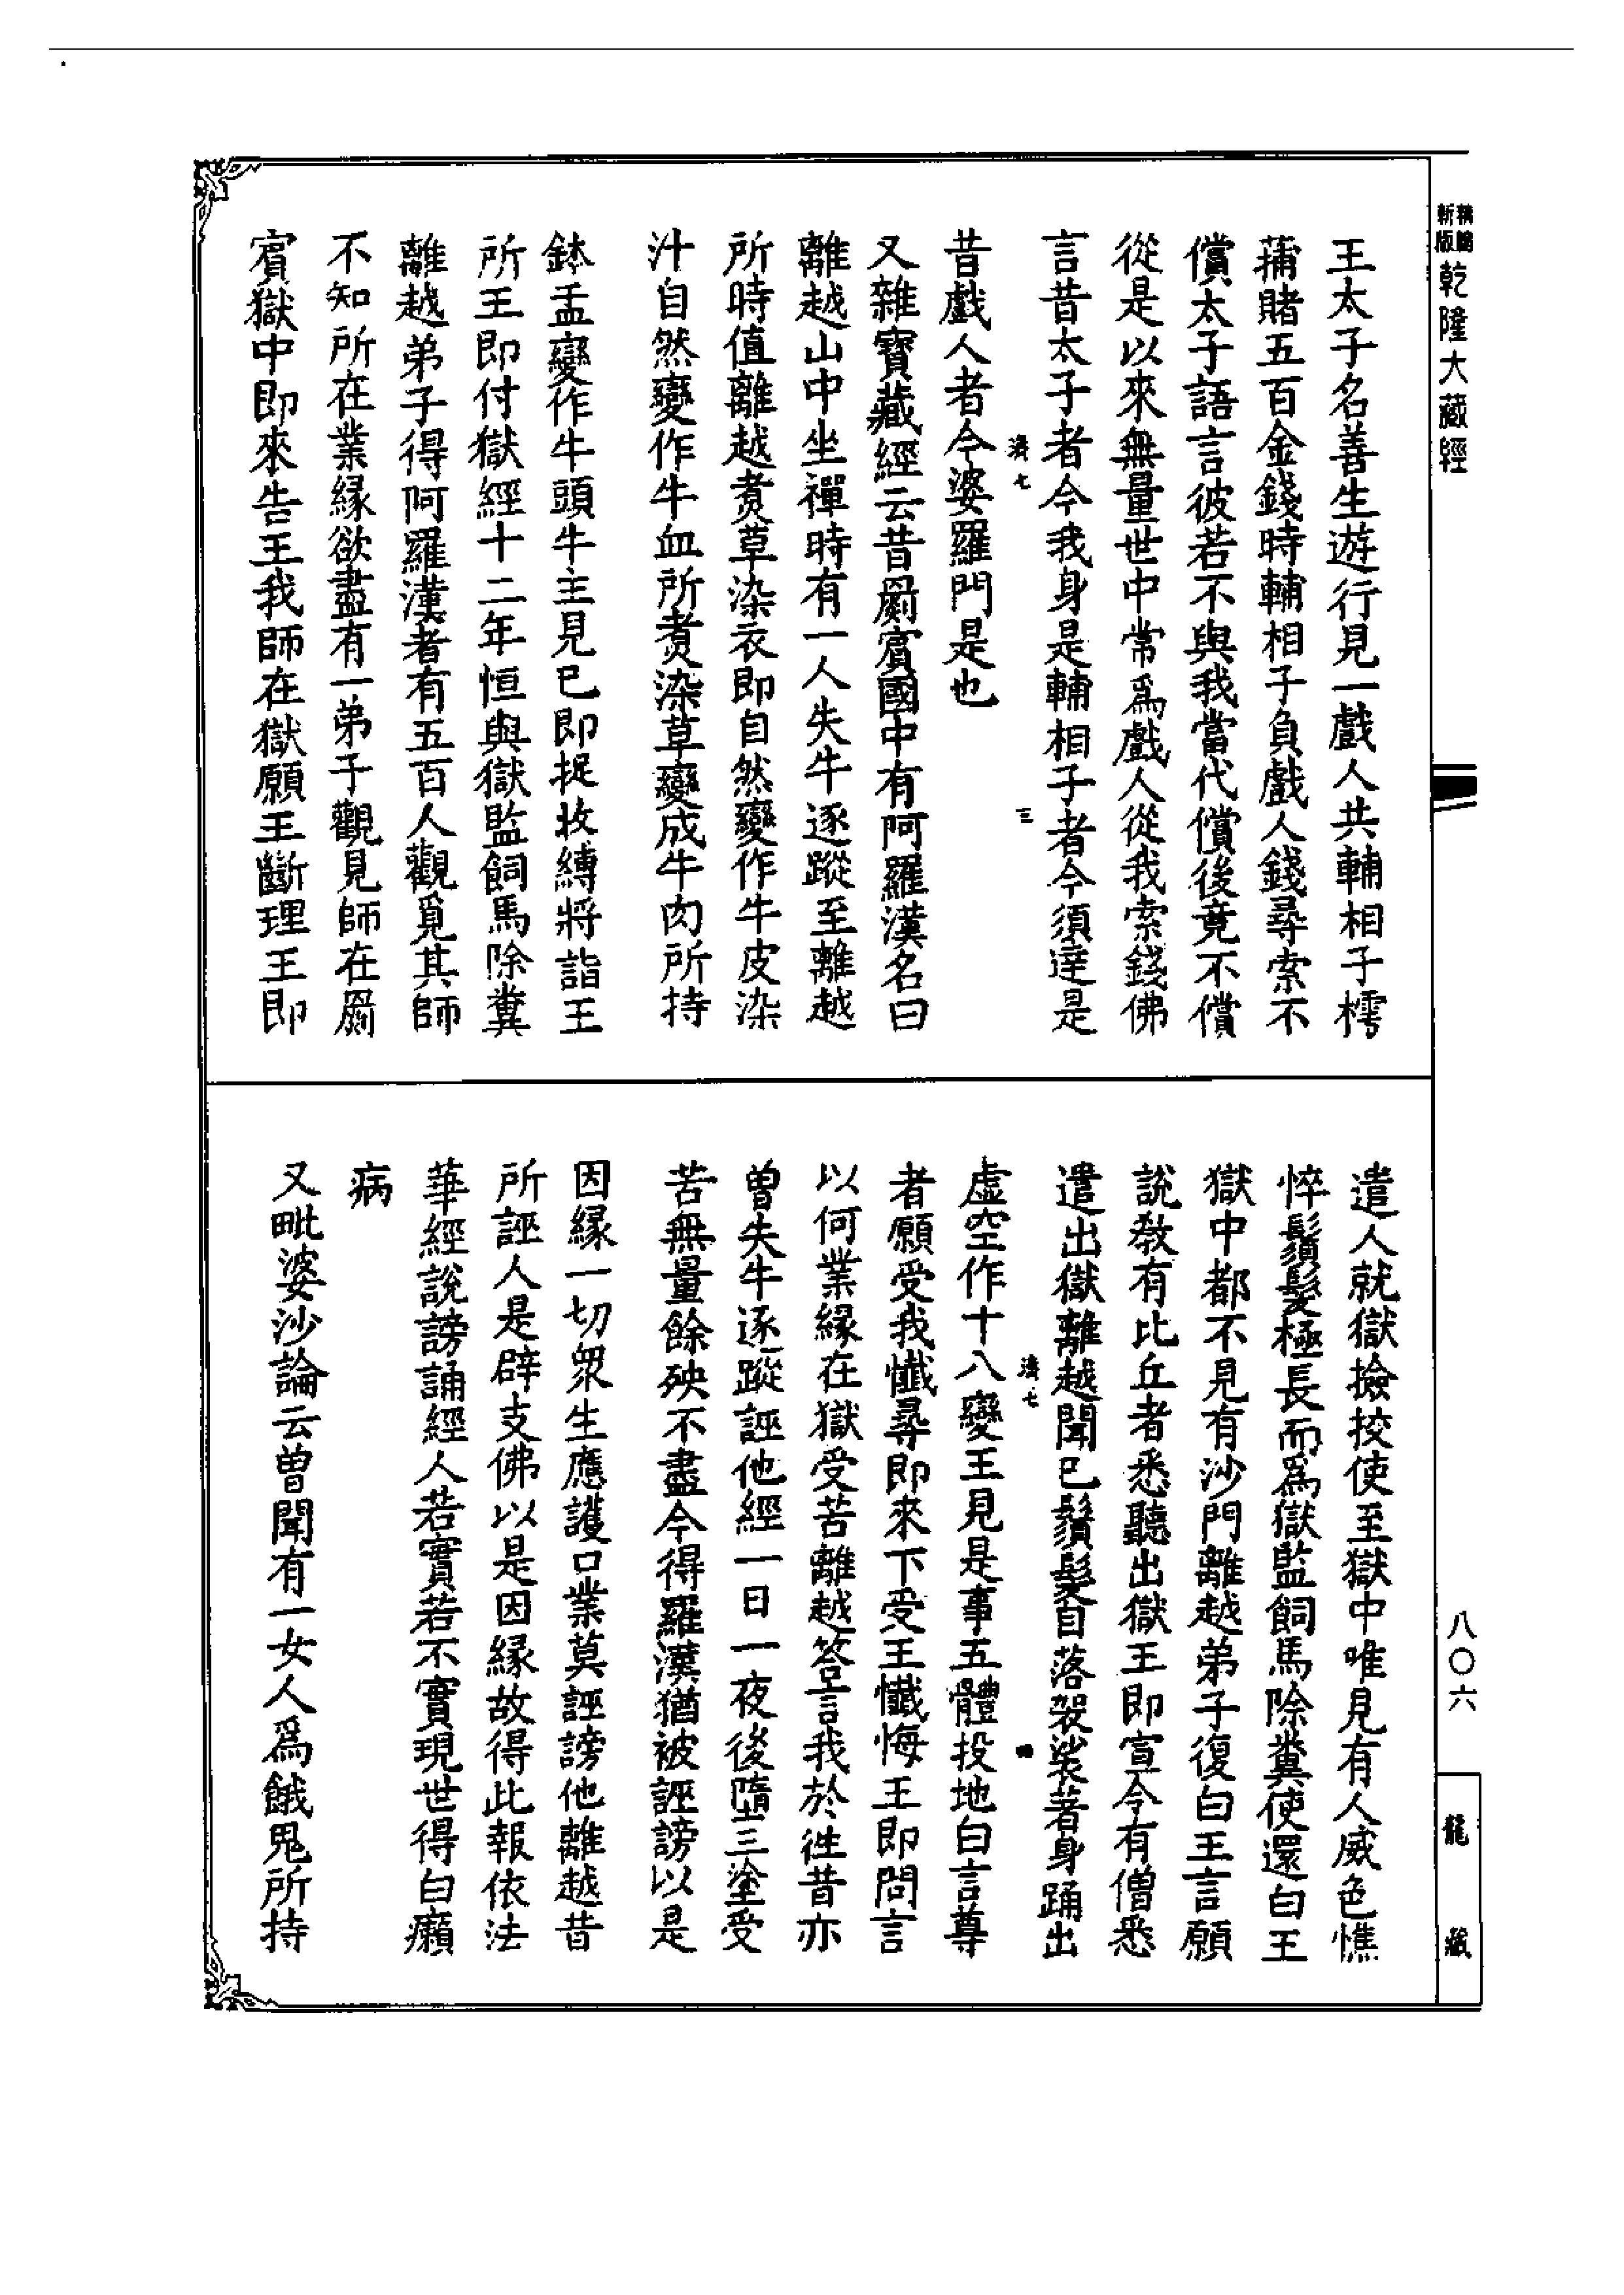 新版
精縮
乾隆大藏經
八〇六
龍藏
王太子名善生遊行見一戲人共輔相子樗
蒱賭五百金錢時輔相子負戲人錢尋索不
償太子語言彼若不與我當代償後竟不償
從是以來無量世中常爲戲人從我索錢佛
言昔太子者今我身是輔相子者今須達是
濟七
三
昔戲人者今婆羅門是也
又雜寶藏經云昔罽賓國中有阿羅漢名曰
離越山中坐禪時有一人失牛逐蹤至離越
所時值離越煑草染衣即自然變作牛皮染
汁自然變作牛血所煑染草變成牛肉所持
鉢盂變作牛頭牛主見已即捉收縛將詣王
所王即付獄經十二年恒與獄監飼馬除糞
離越弟子得阿羅漢者有五百人觀覓其師
不知所在業緣欲盡有一弟子觀見師在罽
賓獄中即來告王我師在獄願王斷理王即
遣人就獄撿挍使至獄中唯見有人威色憔
悴鬚髮極長而爲獄監飼馬除糞使還白王
獄中都不見有沙門離越弟子復白王言願
說教有比丘者悉聽出獄王即宣令有僧悉
遣出獄離越聞已鬚髮自落袈裟著身踊出
濟七
四
虛空作十八變王見是事五體投地白言尊
者願受我懺尋即來下受王懺悔王即問言
以何業緣在獄受苦離越答言我於徃昔亦
曾失牛逐蹤誣他經一日一夜後墮三塗受
苦無量餘殃不盡今得羅漢猶被誣謗以是
因緣一切衆生應護口業莫誣謗他離越昔
所誣人是辟支佛以是因緣故得此報依法
華經說謗誦經人若實若不實現世得白癩
病
又毗婆沙論云曾聞有一女人爲餓鬼所持